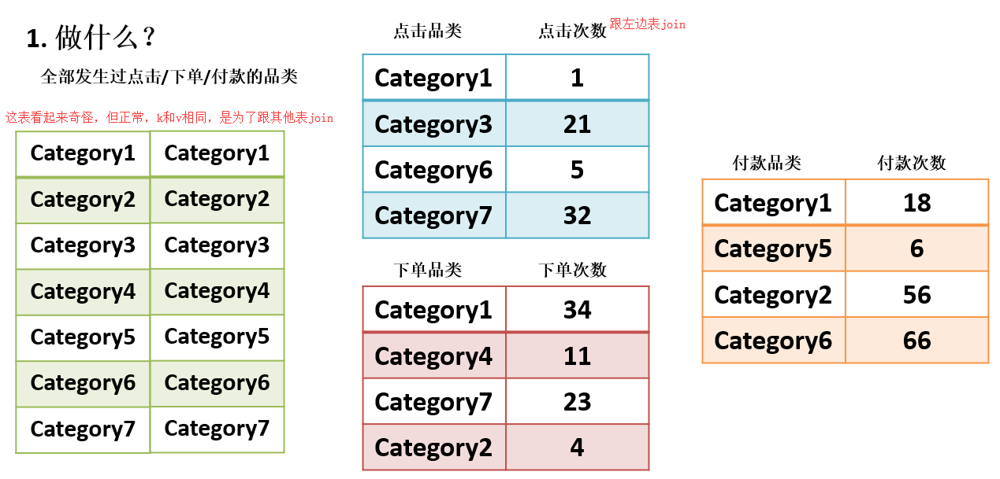 1. 做什么？
全部发生过点击/下单/付款的品类
这表看起来奇怪，但正常，k和v相同，是为了跟其他表join
Category1 Category1
Category2 Category2
Category3 Category3
Category4 Category4
Category5 Category5
Category6 Category6
Category7 Category7
点击品类 点击次数 跟左边表join
Category1 1
Category3 21
Category6 5
Category7 32
下单品类 下单次数
Category1 34
Category4 11
Category7 23
Category2 4
付款品类 付款次数
Category1 18
Category5 6
Category2 56
Category6 66